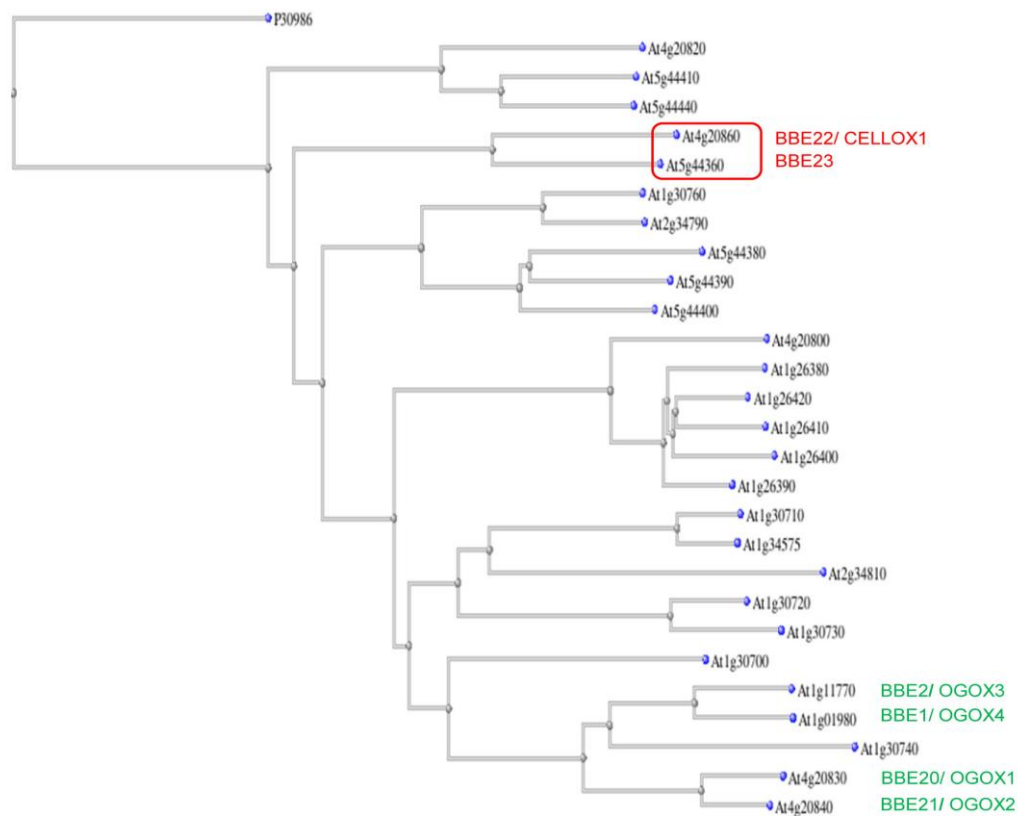 P30986
At4g20820
At5g44410
At5g44440
At4g20860 BBE22/ CELLOX1
At5g44360 BBE23
At1g30760
At2g34790
At5g44380
At5g44390
At5g44400
At4g20800
At1g26380
At1g26420
At1g26410
At1g26400
At1g26390
At1g30710
At1g34575
At2g34810
At1g30720
At1g30730
At1g30700
At1g11770 BBE2/ OGOX3
At1g01980 BBE1/ OGOX4
At1g30740
At4g20830 BBE20/ OGOX1
At4g20840 BBE21/ OGOX2